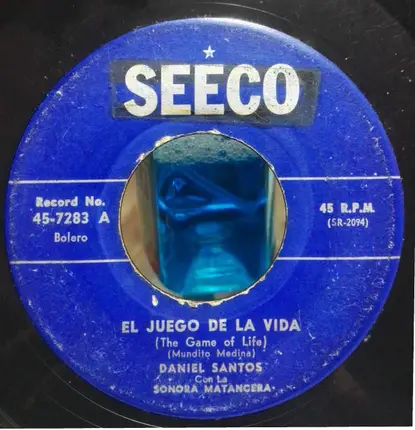 SEECO
Record No.
45-7283 A
Bolero
45 R.P.M.
(SR-2094)
EL JUEGO DE LA VIDA
(The Game of Life)
(Mundito Medina)
DANIEL SANTOS
Con La
SONORA MATANCERA